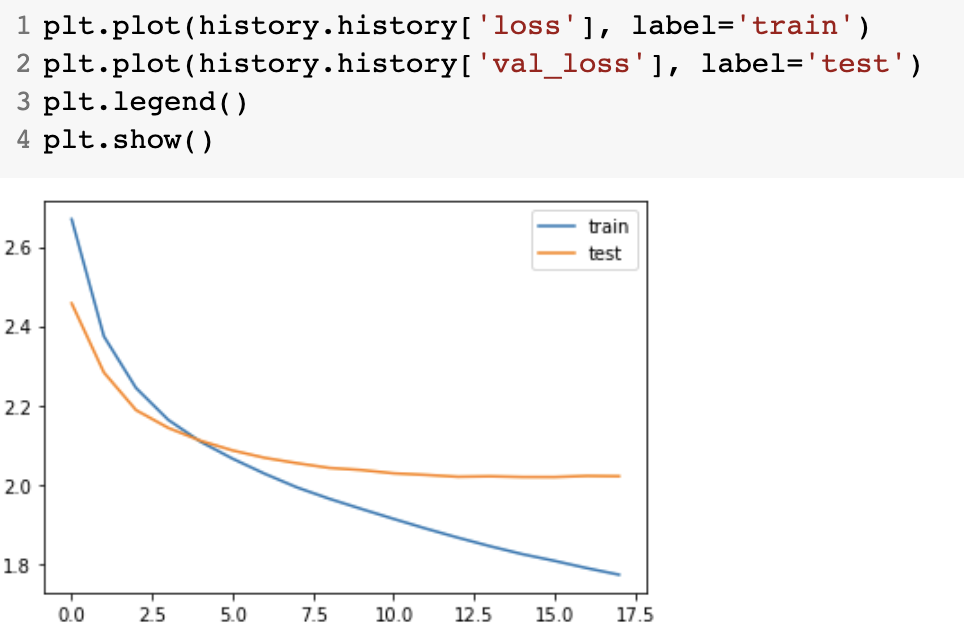 1 plt.plot(history.history['loss'], label='train')
2 plt.plot(history.history['val_loss'], label='test')
3 plt.legend()
4 plt.show()
train
test
2.6
2.4
2.2
2.0
1.8
0.0 2.5 5.0 7.5 10.0 12.5 15.0 17.5